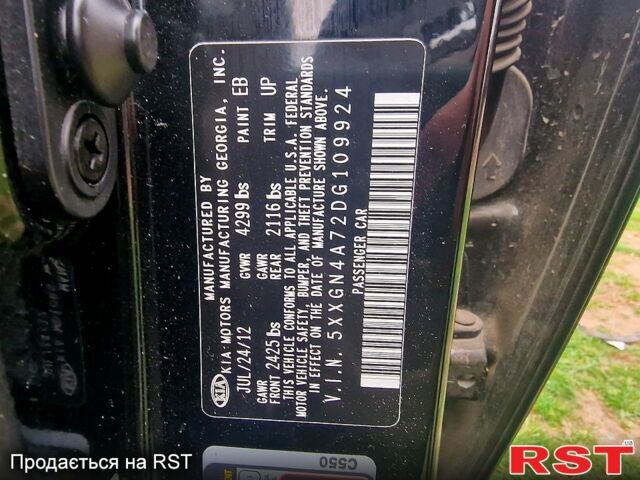 MANUFACTURED BY
KIA KIA MOTORS MANUFACTURING GEORGIA, INC.
JUL/24/12 GVWR 4299 lbs PAINT EB
GAWR FRONT 2425 lbs GAWR REAR 2116 lbs TRIM UP
THIS VEHICLE CONFORMS TO ALL APPLICABLE U.S.A. FEDERAL
MOTOR VEHICLE SAFETY, BUMPER, AND THEFT PREVENTION STANDARDS
IN EFFECT ON THE DATE OF MANUFACTURE SHOWN ABOVE.
V.I.N. 5XXGN4A72DG109924
PASSENGER CAR
C550
Продається на RST
RST